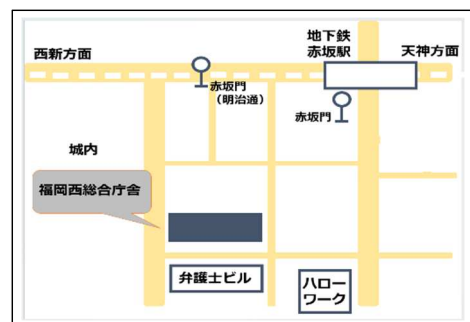 地下鉄
赤坂駅
西新方面
天神方面
赤坂門
（明治通）
赤坂門
城内
福岡西総合庁舎
弁護士ビル
ハロー
ワーク